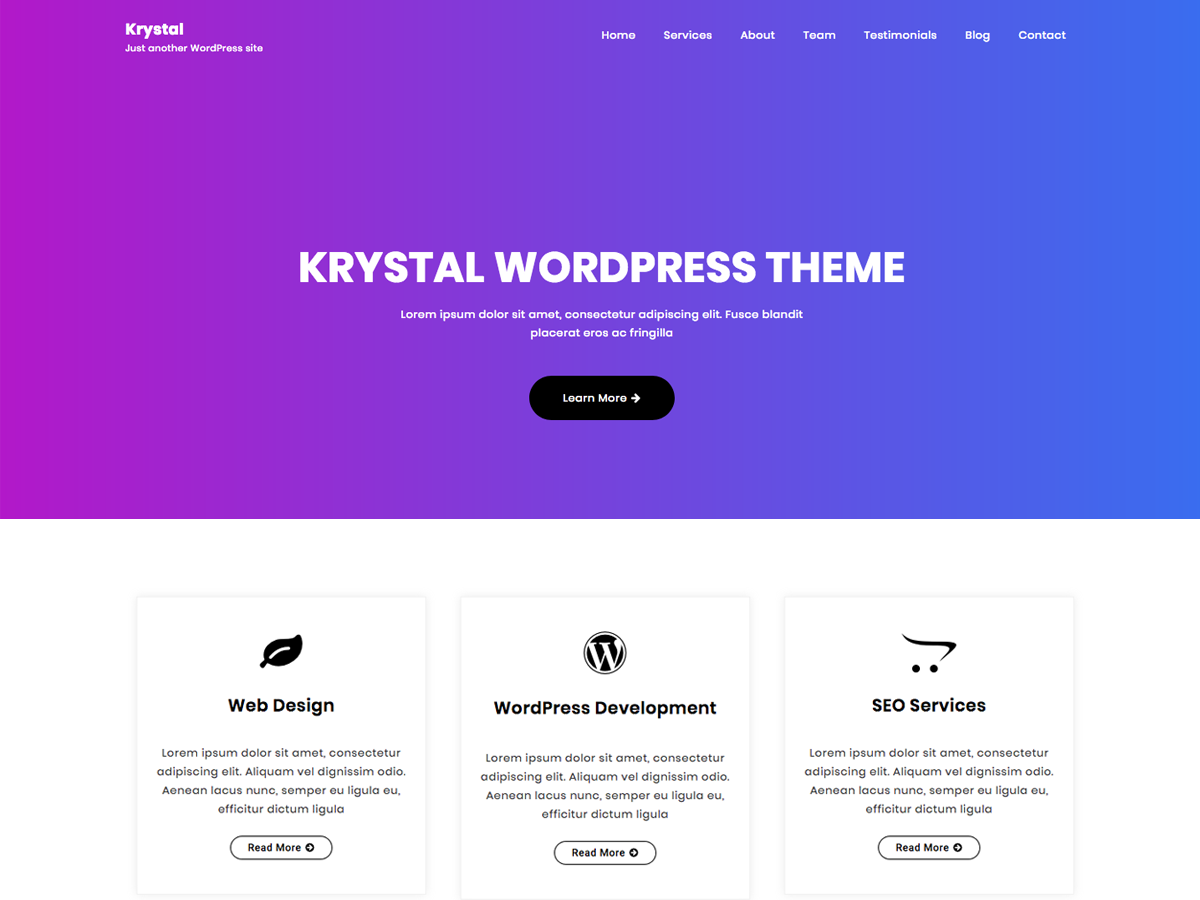 Krystal
Just another WordPress site
Home Services About Team Testimonials Blog Contact
KRYSTAL WORDPRESS THEME
Lorem ipsum dolor sit amet, consectetur adipiscing elit. Fusce blandit
placerat eros ac fringilla
Learn More
Web Design
Lorem ipsum dolor sit amet, consectetur
adipiscing elit. Aliquam vel dignissim odio.
Aenean lacus nunc, semper eu ligula eu,
efficitur dictum ligula
Read More
WordPress Development
Lorem ipsum dolor sit amet, consectetur
adipiscing elit. Aliquam vel dignissim odio.
Aenean lacus nunc, semper eu ligula eu,
efficitur dictum ligula
Read More
SEO Services
Lorem ipsum dolor sit amet, consectetur
adipiscing elit. Aliquam vel dignissim odio.
Aenean lacus nunc, semper eu ligula eu,
efficitur dictum ligula
Read More